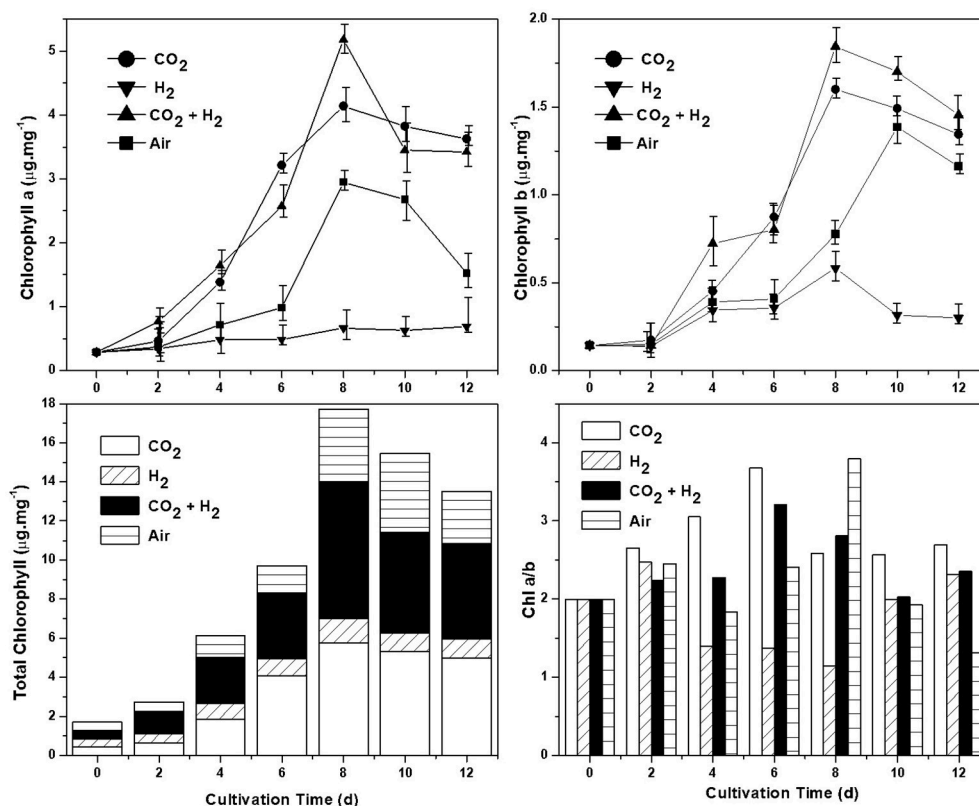 Chlorophyll a (µg.mg⁻¹)
5
4
3
2
1
0
CO₂
H₂
CO₂ + H₂
Air
0 2 4 6 8 10 12
Chlorophyll b (µg.mg⁻¹)
2.0
1.5
1.0
0.5
0.0
CO₂
H₂
CO₂ + H₂
Air
0 2 4 6 8 10 12
Total Chlorophyll (µg.mg⁻¹)
18
16
14
12
10
8
6
4
2
0
CO₂
H₂
CO₂ + H₂
Air
0 2 4 6 8 10 12
Cultivation Time (d)
Chl a/b
4
3
2
1
0
CO₂
H₂
CO₂ + H₂
Air
0 2 4 6 8 10 12
Cultivation Time (d)